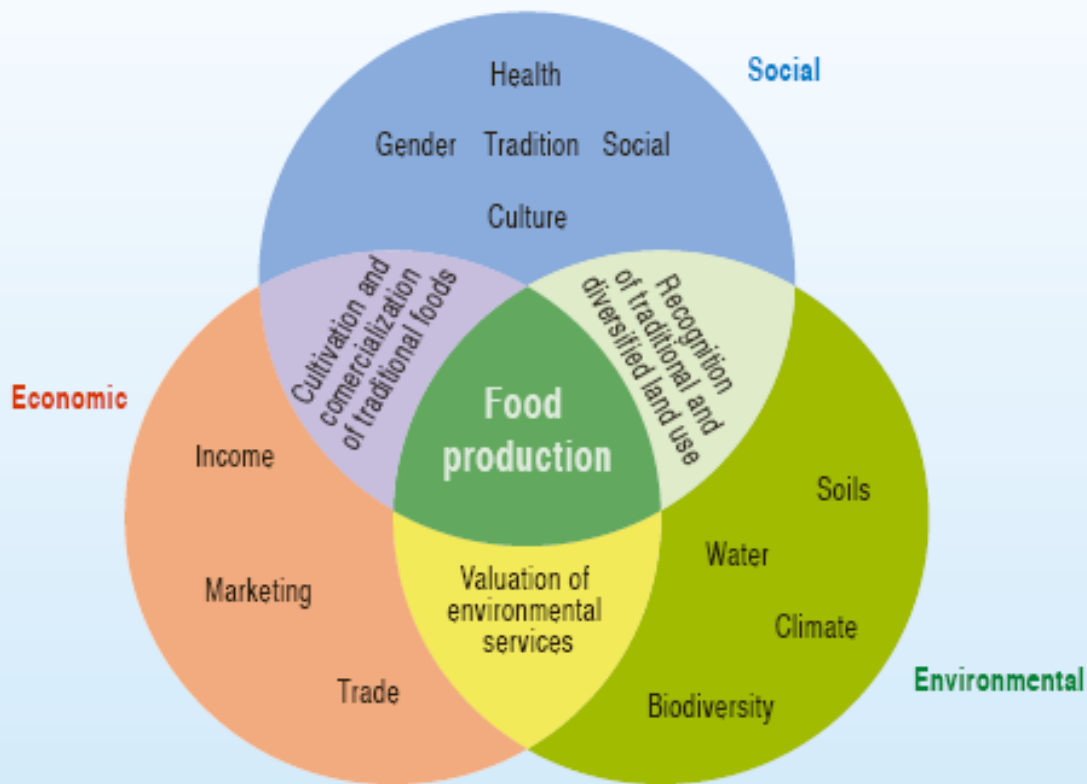 Health
Social
Gender Tradition Social
Culture
Cultivation and
comercialization
of traditional foods
Recognition
of traditional and
diversified land use
Economic
Food
production
Income
Soils
Water
Marketing
Valuation of
environmental
services
Climate
Environmental
Trade
Biodiversity